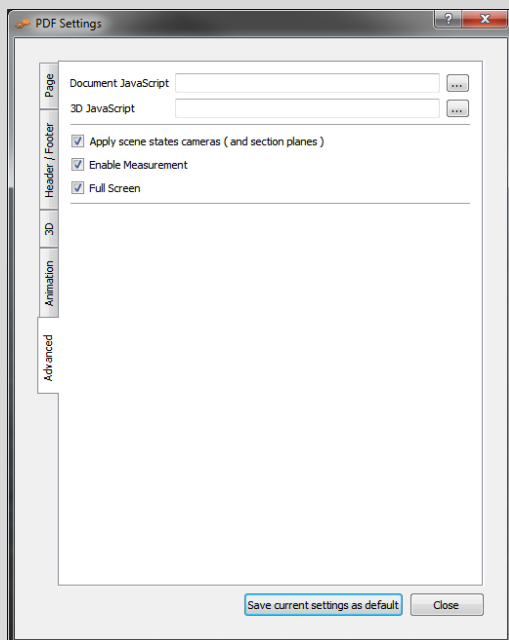 PDF Settings
?
X
Page
Header / Footer
3D
Animation
Advanced
Document JavaScript
...
3D JavaScript
...
Apply scene states cameras ( and section planes )
Enable Measurement
Full Screen
Save current settings as default
Close